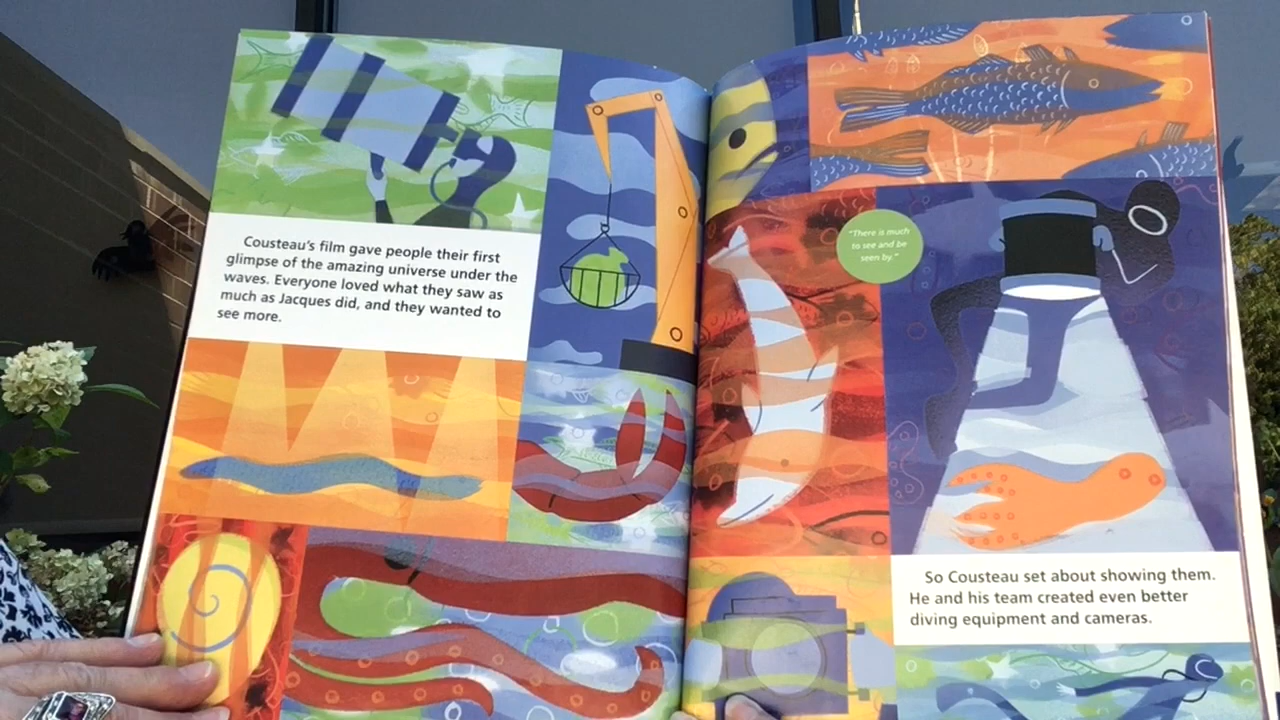 Cousteau's film gave people their first
glimpse of the amazing universe under the
waves. Everyone loved what they saw as
much as Jacques did, and they wanted to
see more.
"There is much
to see and be
seen by."
So Cousteau set about showing them.
He and his team created even better
diving equipment and cameras.